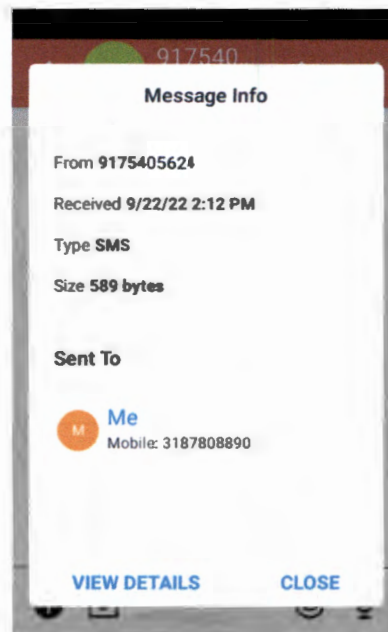 917540
Message Info
From 9175405624
Received 9/22/22 2:12 PM
Type SMS
Size 589 bytes
Sent To
M
Me
Mobile: 3187808890
VIEW DETAILS
CLOSE